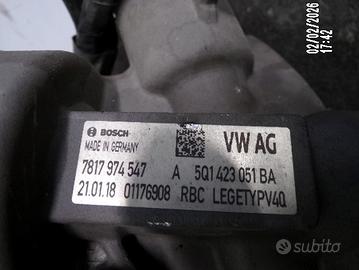 02/02/2026
17:42
BOSCH
MADE IN GERMANY
VW AG
7817 974 547 A 5Q1 423 051 BA
21.01.18 01176908 RBC LEGETYPV4Q
subito